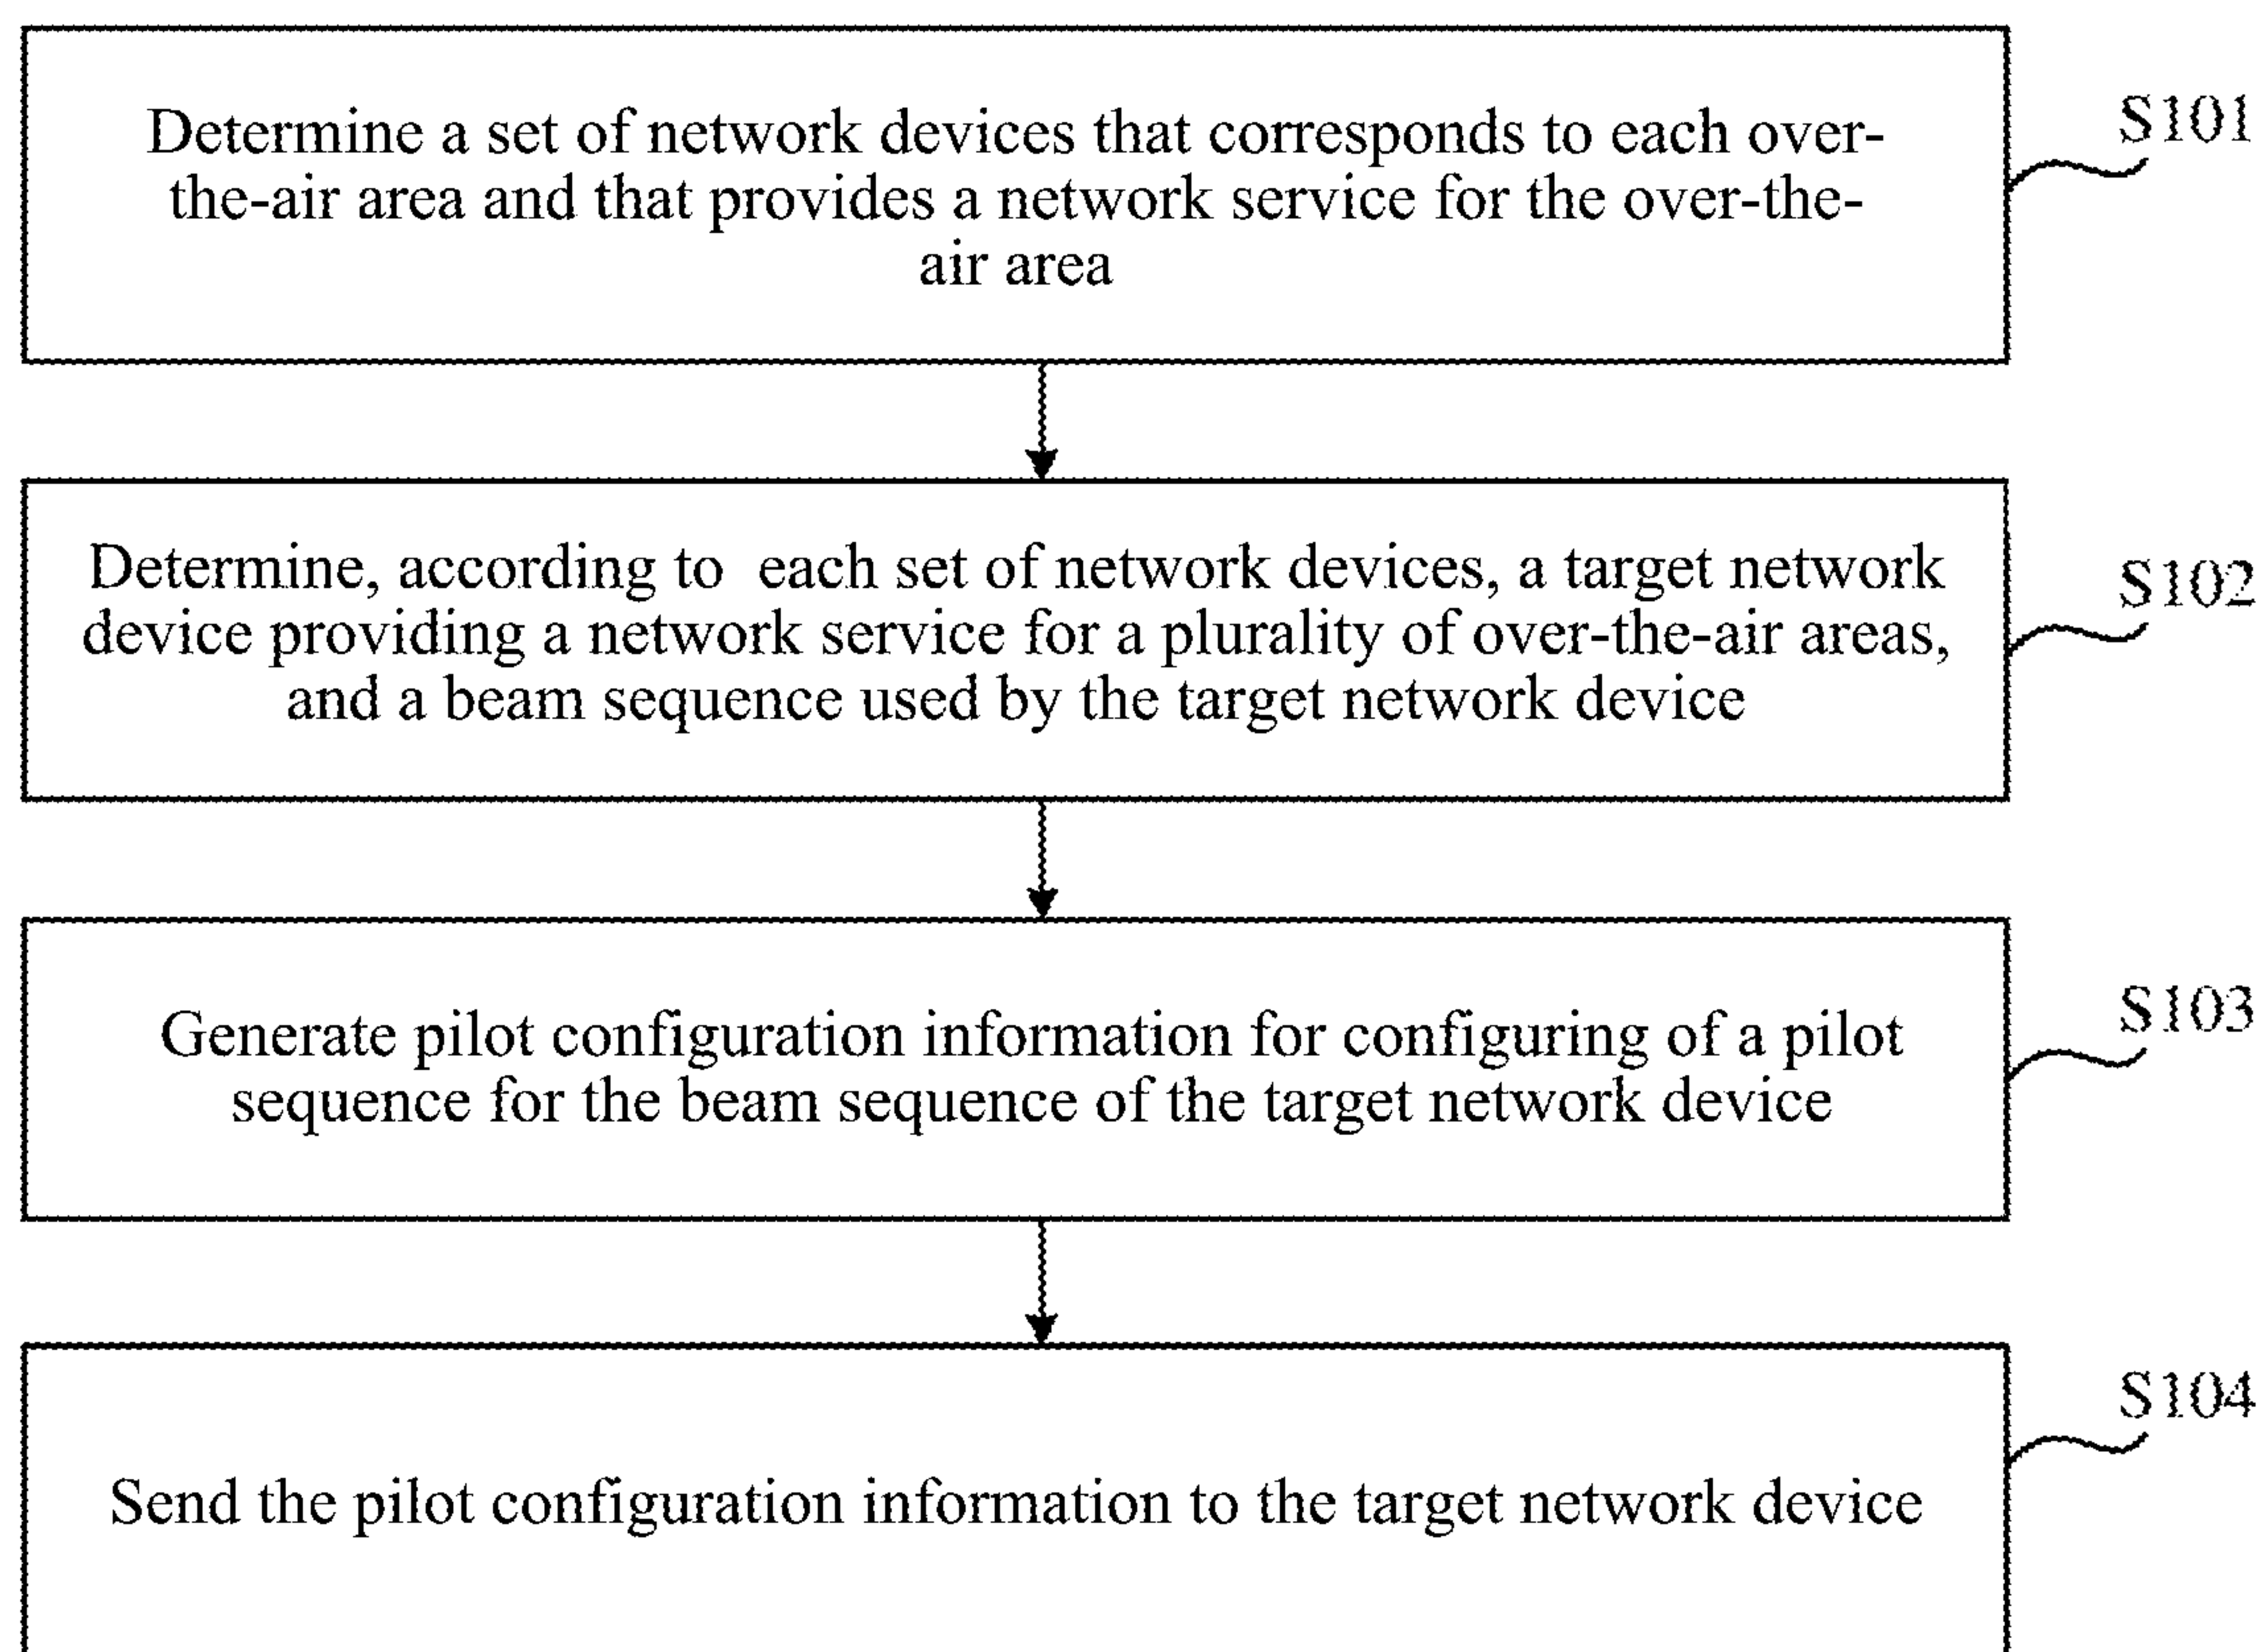 Determine a set of network devices that corresponds to each over-
the-air area and that provides a network service for the over-the-
air area
S101
Determine, according to each set of network devices, a target network
device providing a network service for a plurality of over-the-air areas,
and a beam sequence used by the target network device
S102
Generate pilot configuration information for configuring of a pilot
sequence for the beam sequence of the target network device
S103
Send the pilot configuration information to the target network device
S104